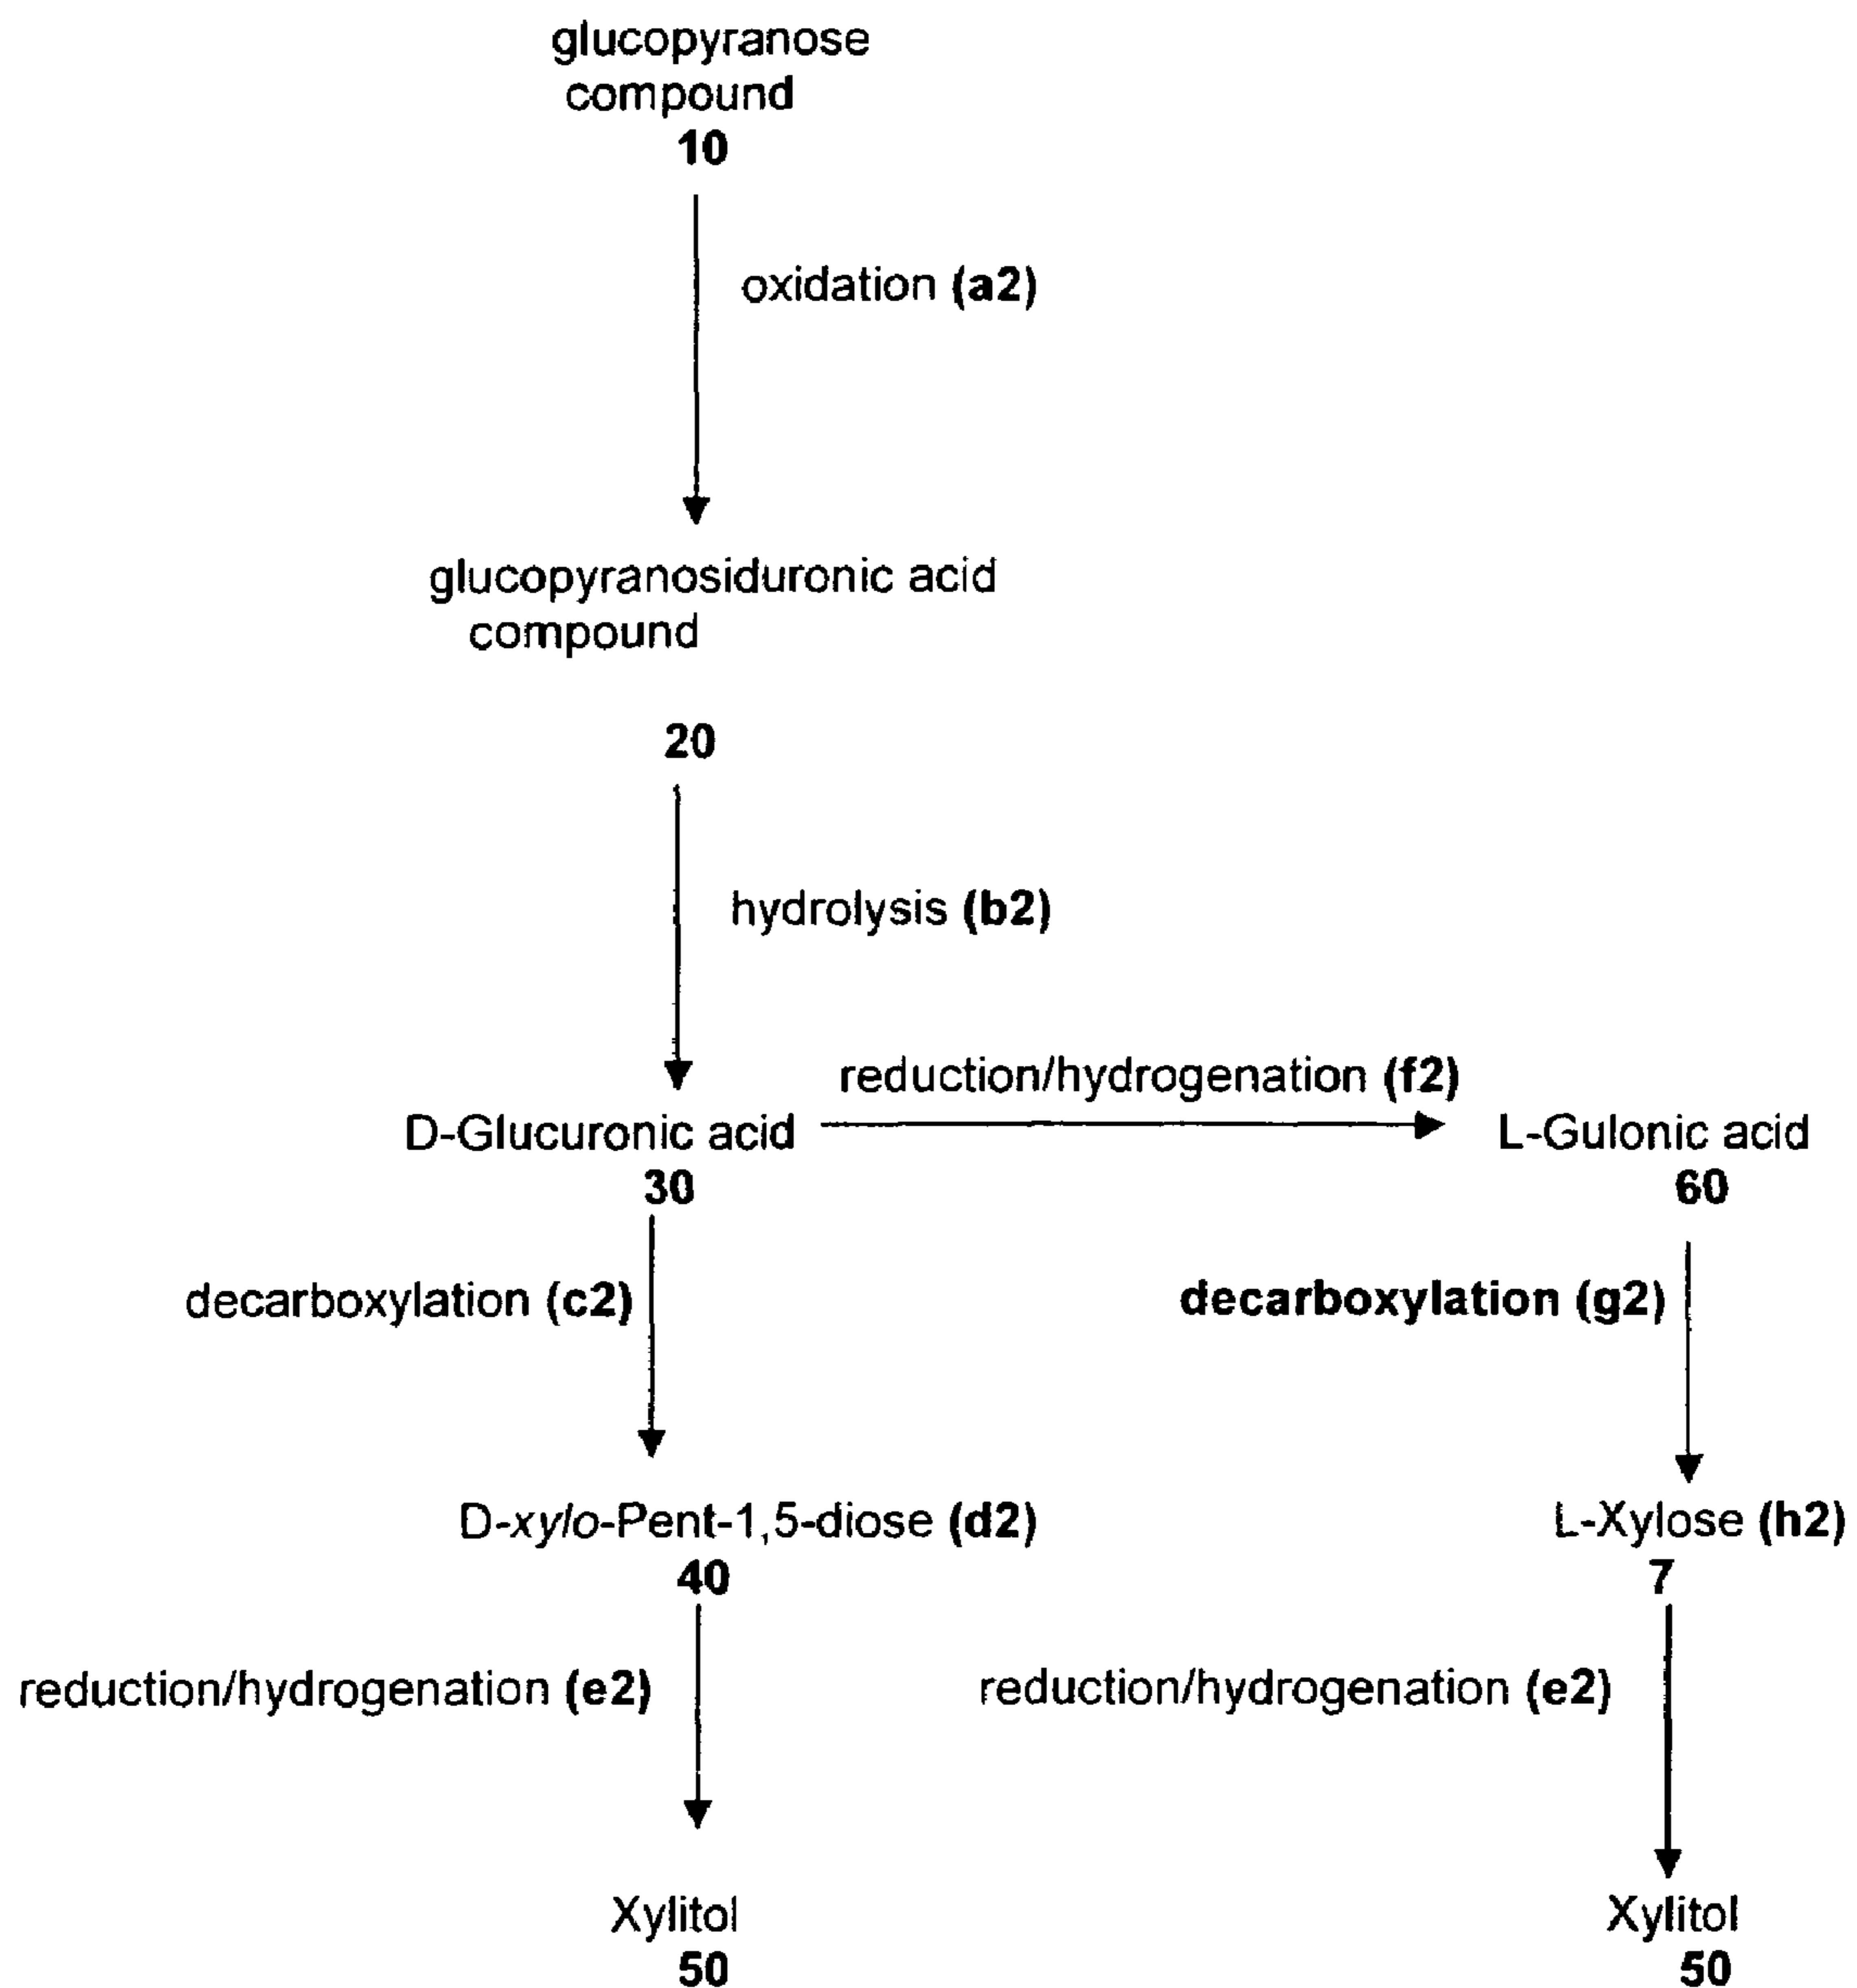 glucopyranose
compound
10
oxidation (a2)
glucopyranosiduronic acid
compound
20
hydrolysis (b2)
reduction/hydrogenation (f2)
D-Glucuronic acid
30
L-Gulonic acid
60
decarboxylation (c2)
decarboxylation (g2)
D-xylo-Pent-1,5-diose (d2)
40
L-Xylose (h2)
7
reduction/hydrogenation (e2)
reduction/hydrogenation (e2)
Xylitol
50
Xylitol
50